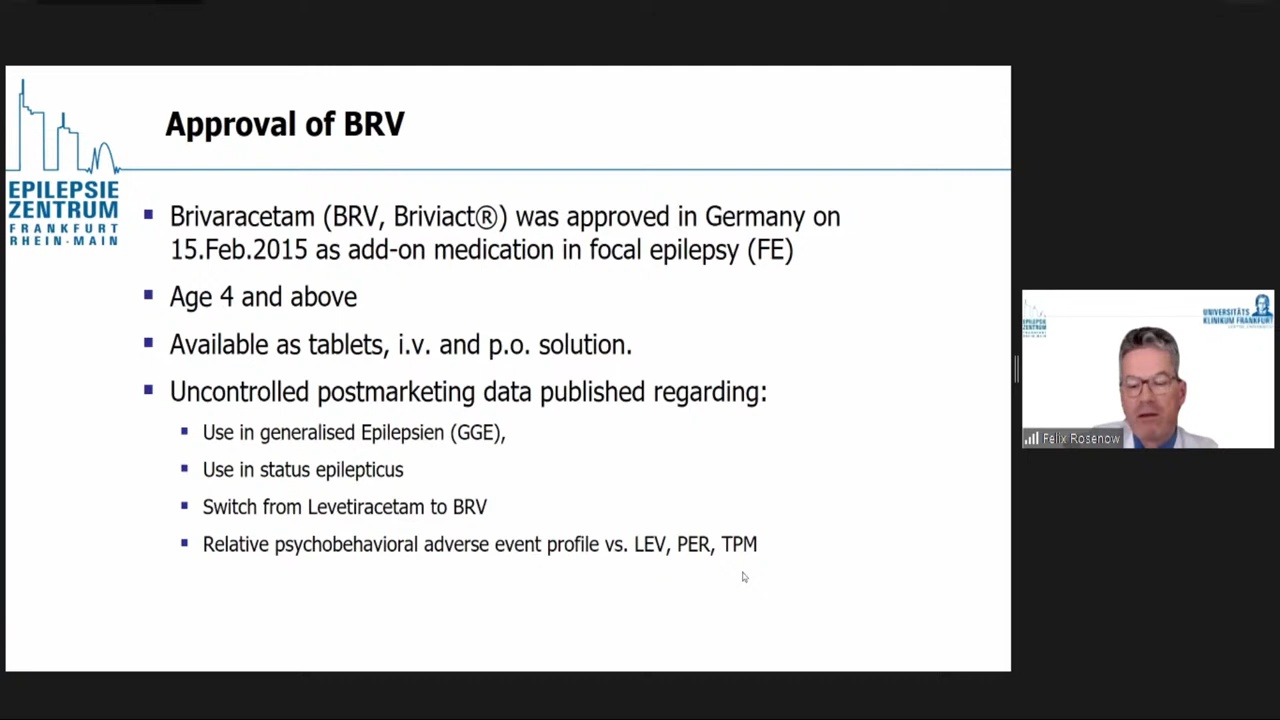 Approval of BRV
EPILEPSIE
ZENTRUM
FRANKFURT
RHEIN-MAIN
▪ Brivaracetam (BRV, Briviact®) was approved in Germany on
15.Feb.2015 as add-on medication in focal epilepsy (FE)
▪ Age 4 and above
▪ Available as tablets, i.v. and p.o. solution.
▪ Uncontrolled postmarketing data published regarding:
▪ Use in generalised Epilepsien (GGE),
▪ Use in status epilepticus
▪ Switch from Levetiracetam to BRV
▪ Relative psychobehavioral adverse event profile vs. LEV, PER, TPM
UNIVERSITÄTS
KLINIKUM FRANKFURT
Felix Rosenow